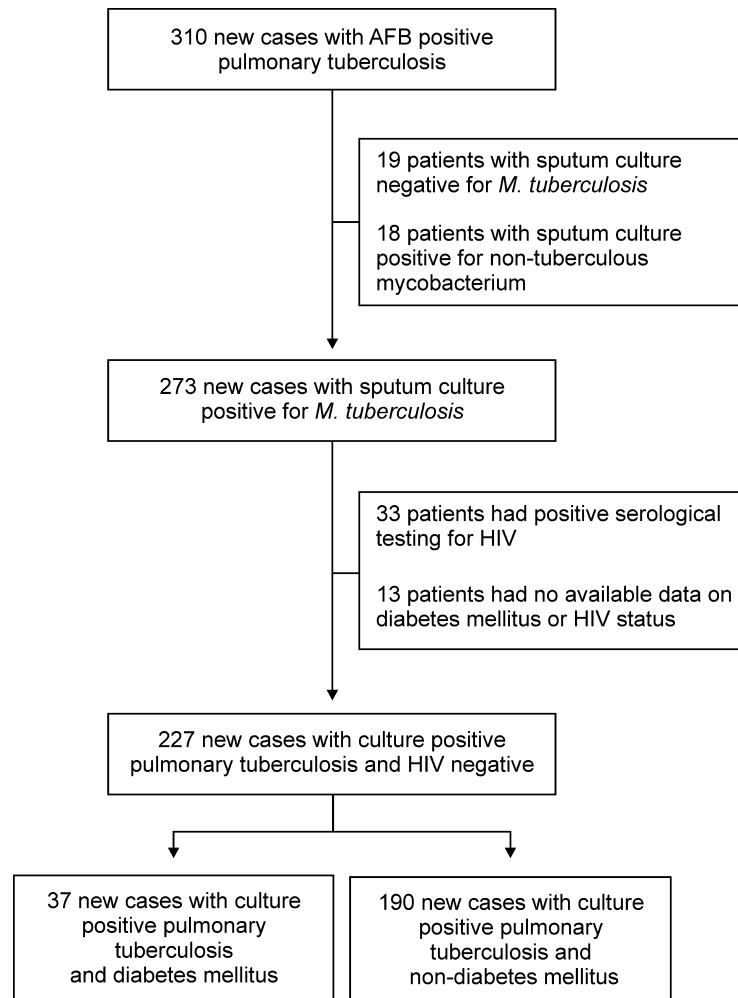 310 new cases with AFB positive
pulmonary tuberculosis
19 patients with sputum culture
negative for M. tuberculosis
18 patients with sputum culture
positive for non-tuberculous
mycobacterium
273 new cases with sputum culture
positive for M. tuberculosis
33 patients had positive serological
testing for HIV
13 patients had no available data on
diabetes mellitus or HIV status
227 new cases with culture positive
pulmonary tuberculosis and HIV negative
37 new cases with culture
positive pulmonary
tuberculosis
and diabetes mellitus
190 new cases with culture
positive pulmonary
tuberculosis and
non-diabetes mellitus